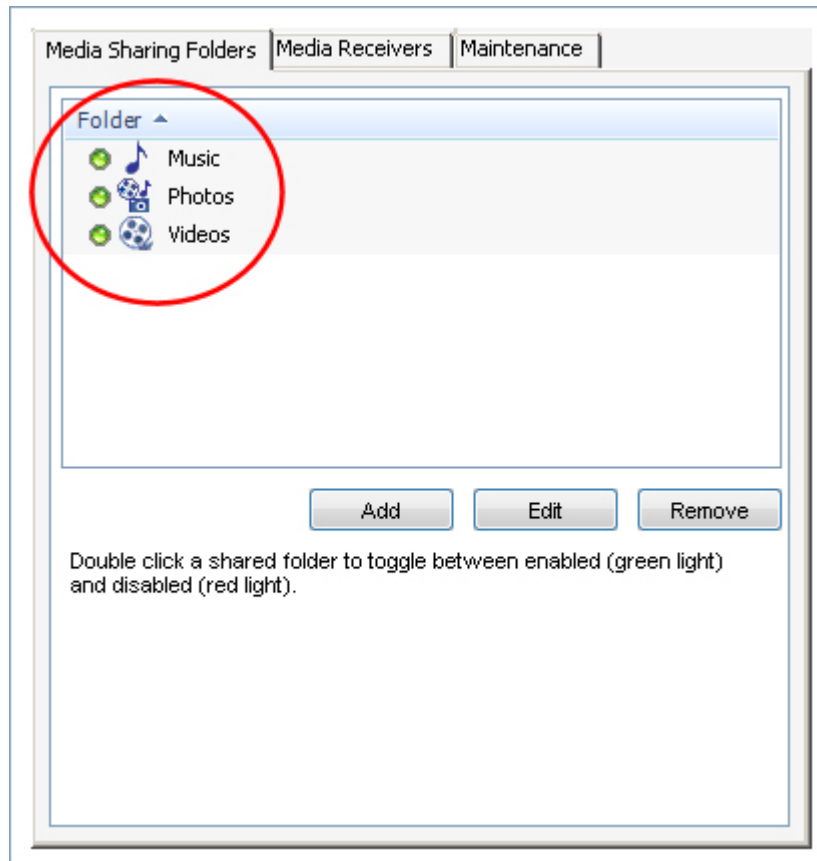 Media Sharing Folders Media Receivers Maintenance
Folder
Music
Photos
Videos
Add Edit Remove
Double click a shared folder to toggle between enabled (green light)
and disabled (red light).